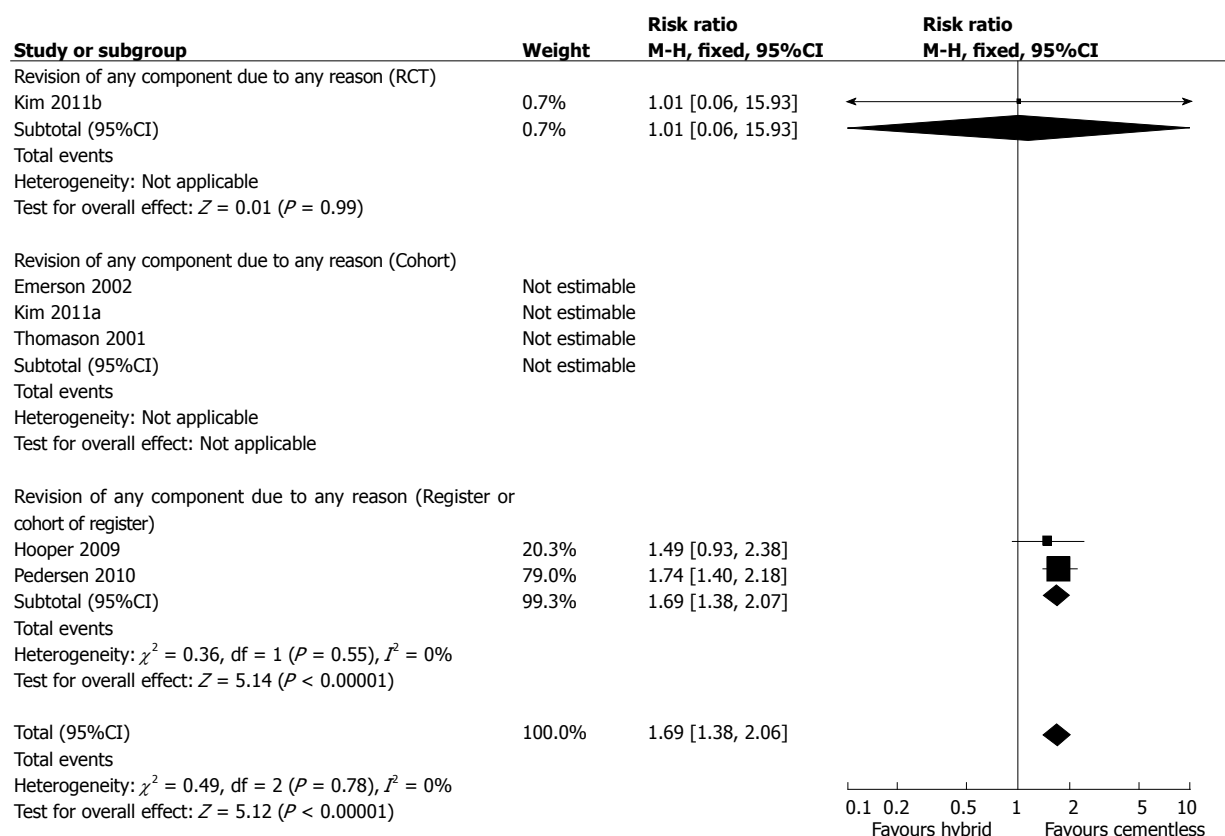 Risk ratio Risk ratio
Study or subgroup Weight M-H, fixed, 95%CI M-H, fixed, 95%CI
Revision of any component due to any reason (RCT)
Kim 2011b 0.7% 1.01 [0.06, 15.93]
Subtotal (95%CI) 0.7% 1.01 [0.06, 15.93]
Total events
Heterogeneity: Not applicable
Test for overall effect: Z = 0.01 (P = 0.99)
Revision of any component due to any reason (Cohort)
Emerson 2002 Not estimable
Kim 2011a Not estimable
Thomason 2001 Not estimable
Subtotal (95%CI) Not estimable
Total events
Heterogeneity: Not applicable
Test for overall effect: Not applicable
Revision of any component due to any reason (Register or
cohort of register)
Hooper 2009 20.3% 1.49 [0.93, 2.38]
Pedersen 2010 79.0% 1.74 [1.40, 2.18]
Subtotal (95%CI) 99.3% 1.69 [1.38, 2.07]
Total events
Heterogeneity: χ² = 0.36, df = 1 (P = 0.55), I² = 0%
Test for overall effect: Z = 5.14 (P < 0.00001)
Total (95%CI) 100.0% 1.69 [1.38, 2.06]
Total events
Heterogeneity: χ² = 0.49, df = 2 (P = 0.78), I² = 0%
Test for overall effect: Z = 5.12 (P < 0.00001)
0.1 0.2 0.5 1 2 5 10
Favours hybrid Favours cementless